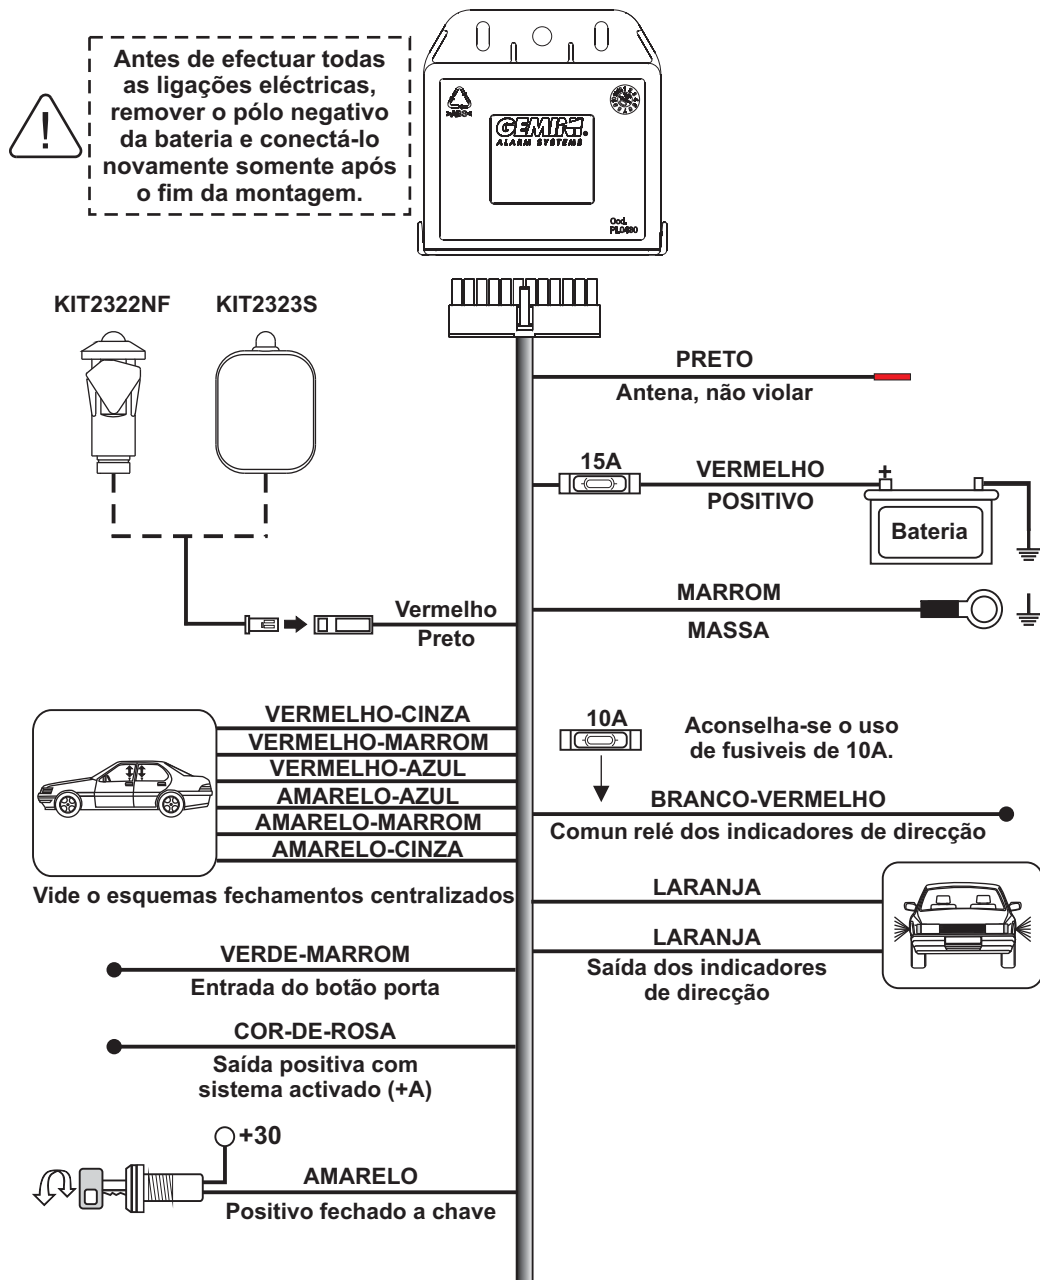 Antes de efectuar todas
as ligações eléctricas,
remover o pólo negativo
da bateria e conectá-lo
novamente somente após
o fim da montagem.
!
>ABS<
GEMINI.
ALARM SYSTEMS
Cod.
KIT2322NF
KIT2323S
PRETO
Antena, não violar
15A
VERMELHO
POSITIVO
+
Bateria
MARROM
MASSA
Vermelho
Preto
VERMELHO-CINZA
VERMELHO-MARROM
VERMELHO-AZUL
AMARELO-AZUL
AMARELO-MARROM
AMARELO-CINZA
Vide o esquemas fechamentos centralizados
10A
Aconselha-se o uso
de fusiveis de 10A.
BRANCO-VERMELHO
Comun relé dos indicadores de direcção
LARANJA
LARANJA
Saída dos indicadores
de direcção
VERDE-MARROM
Entrada do botão porta
COR-DE-ROSA
Saída positiva com
sistema activado (+A)
+30
AMARELO
Positivo fechado a chave